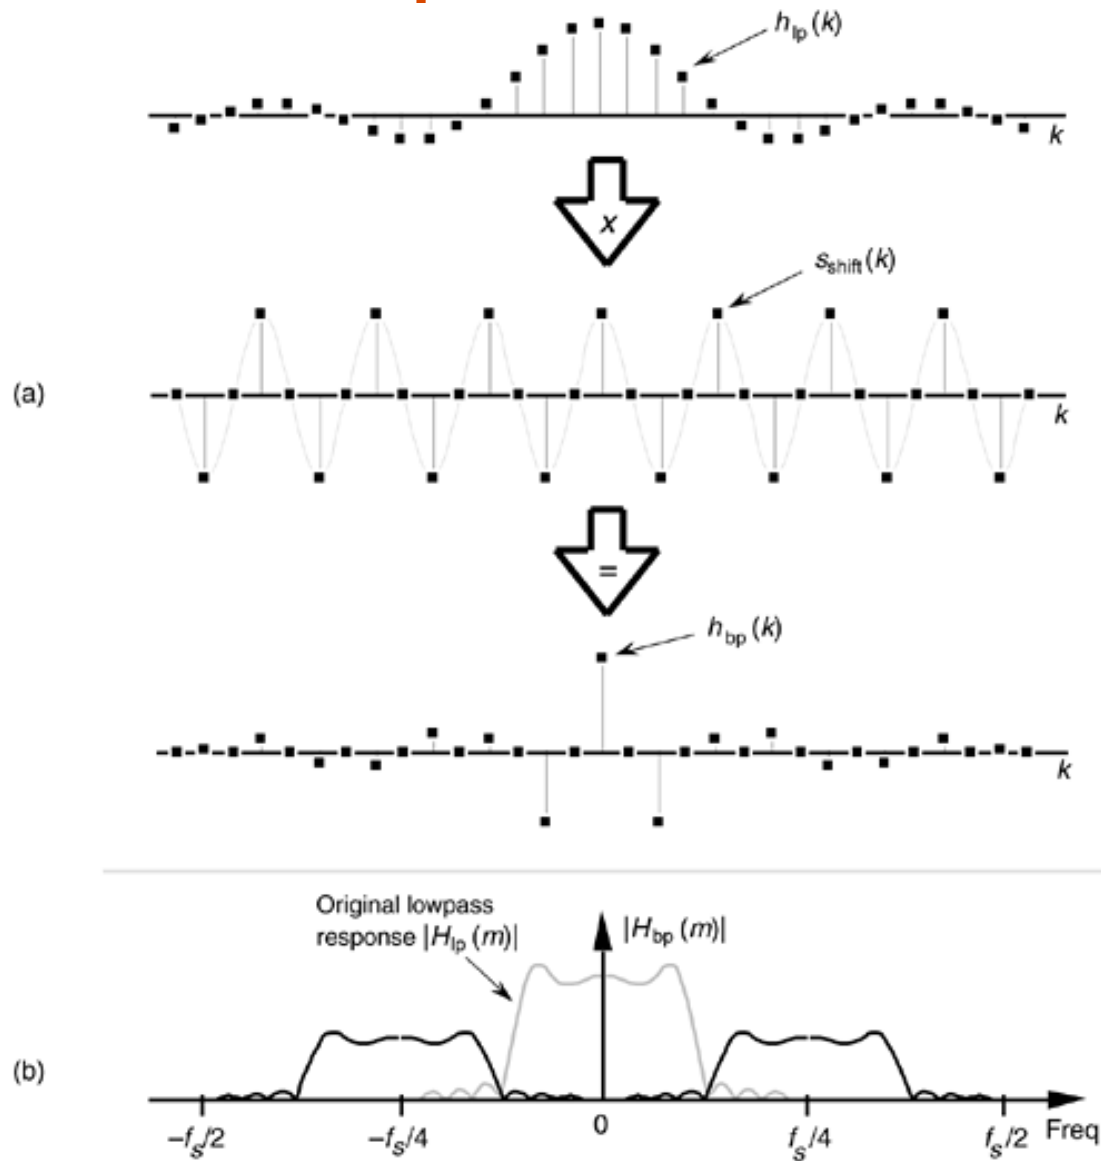 h_lp(k)
k
x
s_shift(k)
(a)
k
=
h_bp(k)
k
Original lowpass
response |H_lp(m)|
|H_bp(m)|
(b)
−f_s/2
−f_s/4
0
f_s/4
f_s/2
Freq